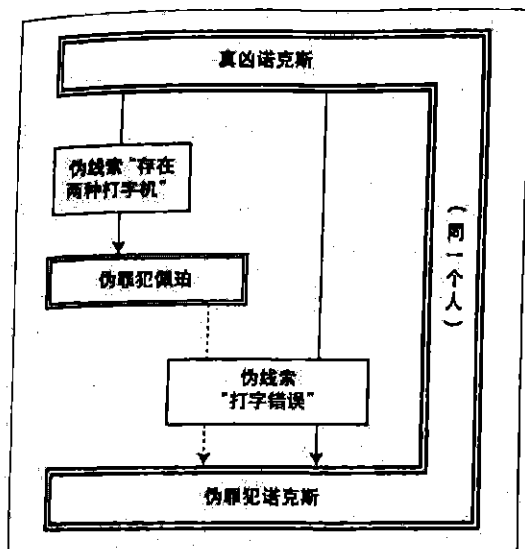 真凶诺克斯
伪线索“存在
两种打字机”
伪罪犯佩珀
（同一个人）
伪线索
“打字错误”
伪罪犯诺克斯